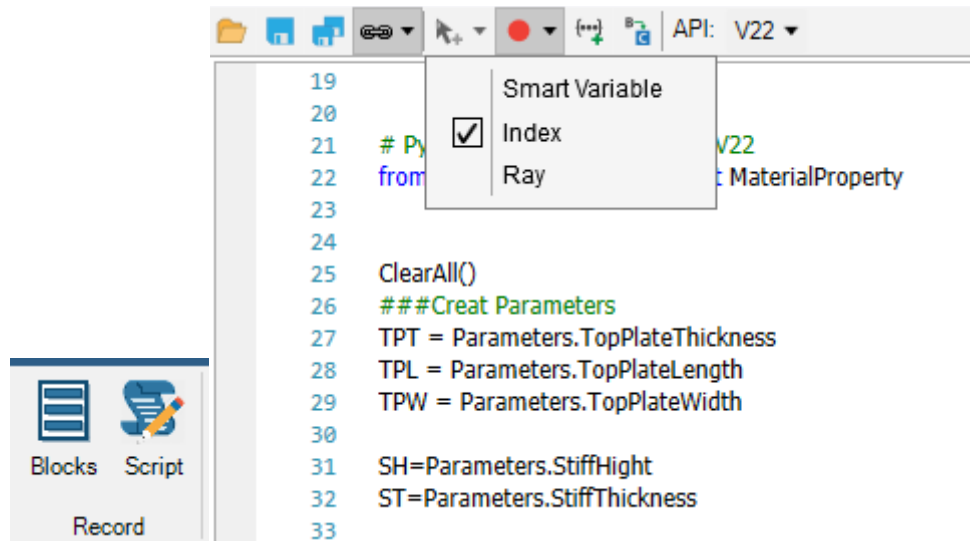 API: V22
Smart Variable
Index
Ray
19
20
21 # Py V22
22 from t MaterialProperty
23
24
25 ClearAll()
26 ###Creat Parameters
27 TPT = Parameters.TopPlateThickness
28 TPL = Parameters.TopPlateLength
29 TPW = Parameters.TopPlateWidth
30
31 SH=Parameters.StiffHight
32 ST=Parameters.StiffThickness
33
Blocks Script
Record